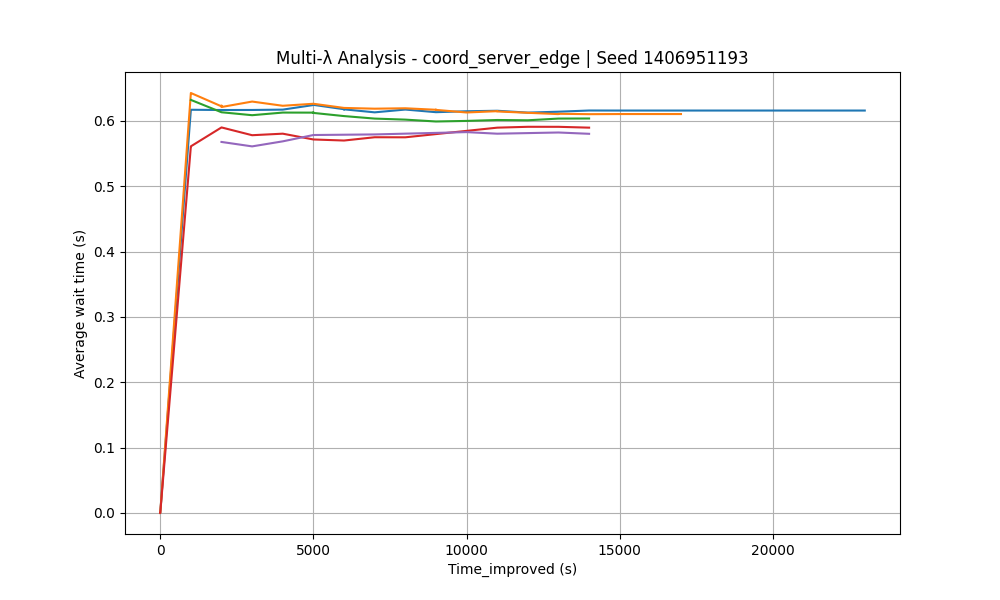 Multi-λ Analysis - coord_server_edge | Seed 1406951193
Average wait time (s)
0.6
0.5
0.4
0.3
0.2
0.1
0.0
0 5000 10000 15000 20000
Time_improved (s)